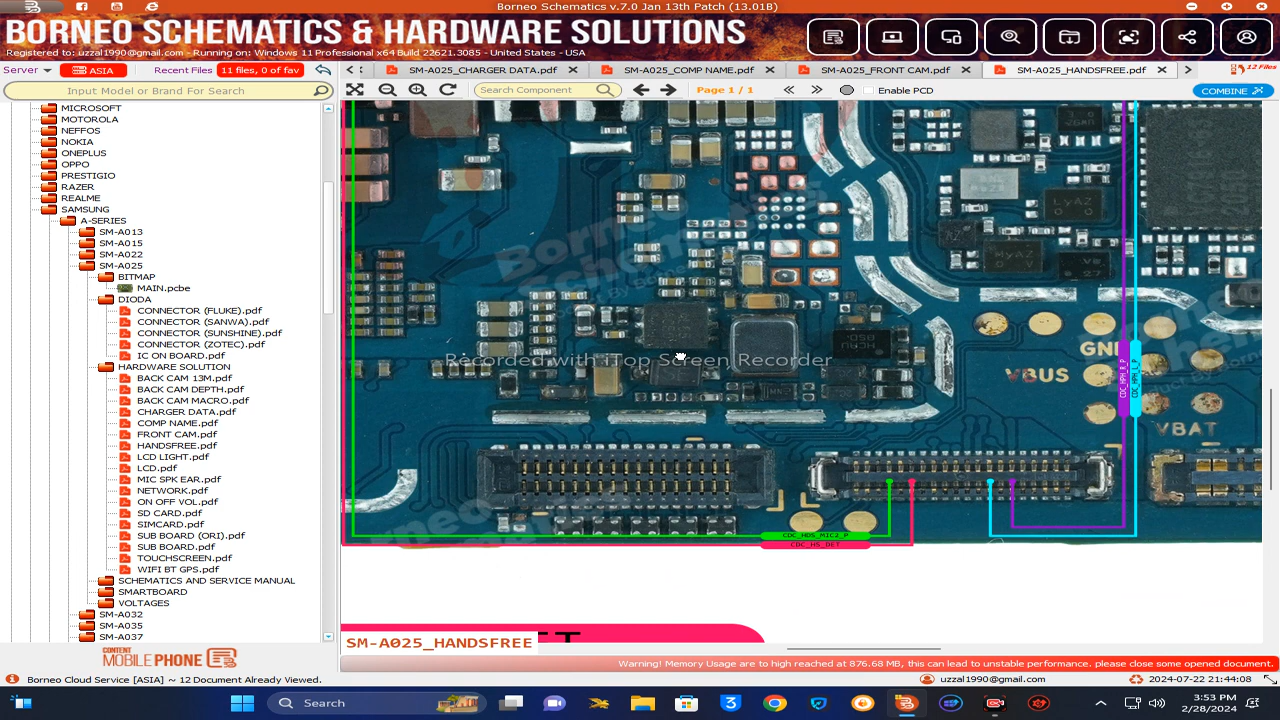 Borneo Schematics v.7.0 Jan 13th Patch (13.01B)
BORNEO SCHEMATICS & HARDWARE SOLUTIONS
Registered to: uzzal1990@gmail.com - Running on: Windows 11 Professional x64 Build 22621.3085 - United States - USA
Server
ASIA
Recent Files
11 files, 0 of fav
SM-A025_CHARGER DATA.pdf
SM-A025_COMP NAME.pdf
SM-A025_FRONT CAM.pdf
SM-A025_HANDSFREE.pdf
12 Files
Input Model or Brand For Search
Search Component
Page 1 / 1
Enable PCD
COMBINE
MICROSOFT
MOTOROLA
NEFFOS
NOKIA
ONEPLUS
OPPO
PRESTIGIO
RAZER
REALME
SAMSUNG
A-SERIES
SM-A013
SM-A015
SM-A022
SM-A025
BITMAP
MAIN.pcbe
DIODA
CONNECTOR (FLUKE).pdf
CONNECTOR (SANWA).pdf
CONNECTOR (SUNSHINE).pdf
CONNECTOR (ZOTEC).pdf
IC ON BOARD.pdf
HARDWARE SOLUTION
BACK CAM 13M.pdf
BACK CAM DEPTH.pdf
BACK CAM MACRO.pdf
CHARGER DATA.pdf
COMP NAME.pdf
FRONT CAM.pdf
HANDSFREE.pdf
LCD LIGHT.pdf
LCD.pdf
MIC SPK EAR.pdf
NETWORK.pdf
ON OFF VOL.pdf
SD CARD.pdf
SIMCARD.pdf
SUB BOARD (ORI).pdf
SUB BOARD.pdf
TOUCHSCREEN.pdf
WIFI BT GPS.pdf
SCHEMATICS AND SERVICE MANUAL
SMARTBOARD
VOLTAGES
SM-A032
SM-A035
SM-A037
CONTENT
MOBILE PHONE
LyAZ
MyAZ
Recorded with iTop Screen Recorder
GND
VBUS
VBAT
CDC_HPH_R_P
CDC_HPH_L_P
CDC_HDS_MIC2_P
CDC_HS_DET
SM-A025_HANDSFREE
Warning! Memory Usage are to high reached at 876.68 MB, this can lead to unstable performance. please close some opened document.
Borneo Cloud Service [ASIA] ~ 12 Document Already Viewed.
uzzal1990@gmail.com
2024-07-22 21:44:08
Search
3:53 PM
2/28/2024